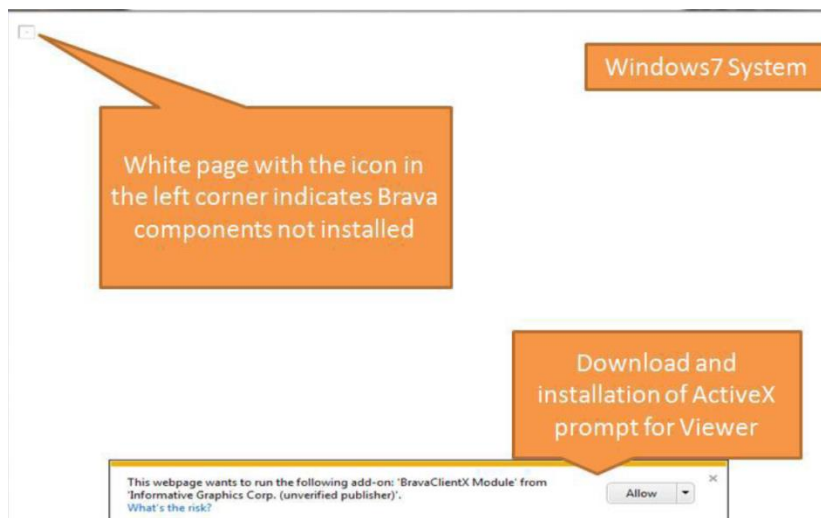 Windows7 System
White page with the icon in
the left corner indicates Brava
components not installed
Download and
installation of ActiveX
prompt for Viewer
This webpage wants to run the following add-on: 'BravaClientX Module' from
'Informative Graphics Corp. (unverified publisher)'.
What's the risk?
Allow